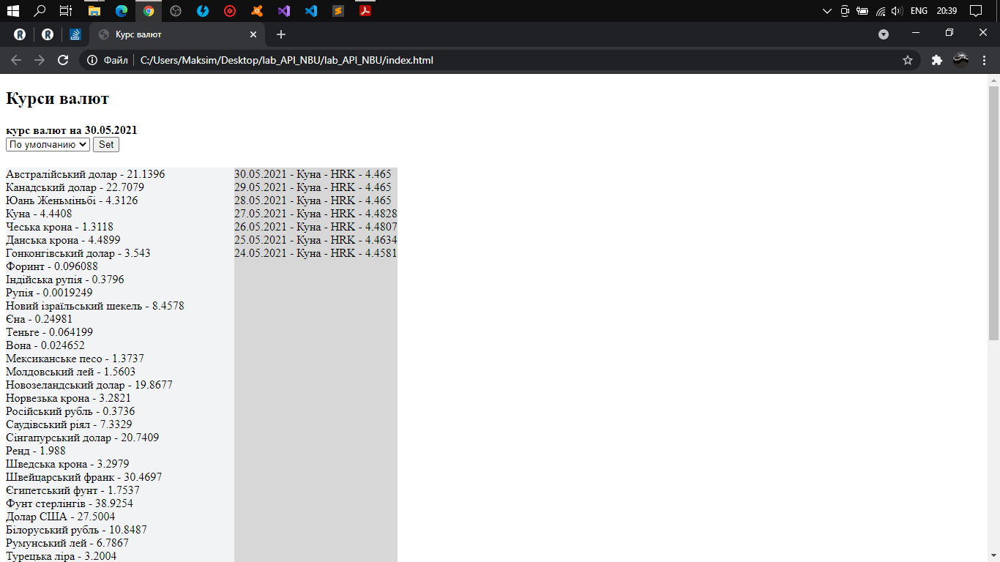 ENG 20:39
Курс валют
Файл C:/Users/Maksim/Desktop/lab_API_NBU/lab_API_NBU/index.html
Курси валют
курс валют на 30.05.2021
По умолчанию Set
Австралійський долар - 21.1396
Канадський долар - 22.7079
Юань Женьміньбі - 4.3126
Куна - 4.4408
Чеська крона - 1.3118
Данська крона - 4.4899
Гонконгівський долар - 3.543
Форинт - 0.096088
Індійська рупія - 0.3796
Рупія - 0.0019249
Новий ізраїльський шекель - 8.4578
Єна - 0.24981
Теньге - 0.064199
Вона - 0.024652
Мексиканське песо - 1.3737
Молдовський лей - 1.5603
Новозеландський долар - 19.8677
Норвезька крона - 3.2821
Російський рубль - 0.3736
Саудівський ріял - 7.3329
Сінгапурський долар - 20.7409
Ренд - 1.988
Шведська крона - 3.2979
Швейцарський франк - 30.4697
Єгипетський фунт - 1.7537
Фунт стерлінгів - 38.9254
Долар США - 27.5004
Білоруський рубль - 10.8487
Румунський лей - 6.7867
Турецька ліра - 3.2004
30.05.2021 - Куна - HRK - 4.465
29.05.2021 - Куна - HRK - 4.465
28.05.2021 - Куна - HRK - 4.465
27.05.2021 - Куна - HRK - 4.4828
26.05.2021 - Куна - HRK - 4.4807
25.05.2021 - Куна - HRK - 4.4634
24.05.2021 - Куна - HRK - 4.4581